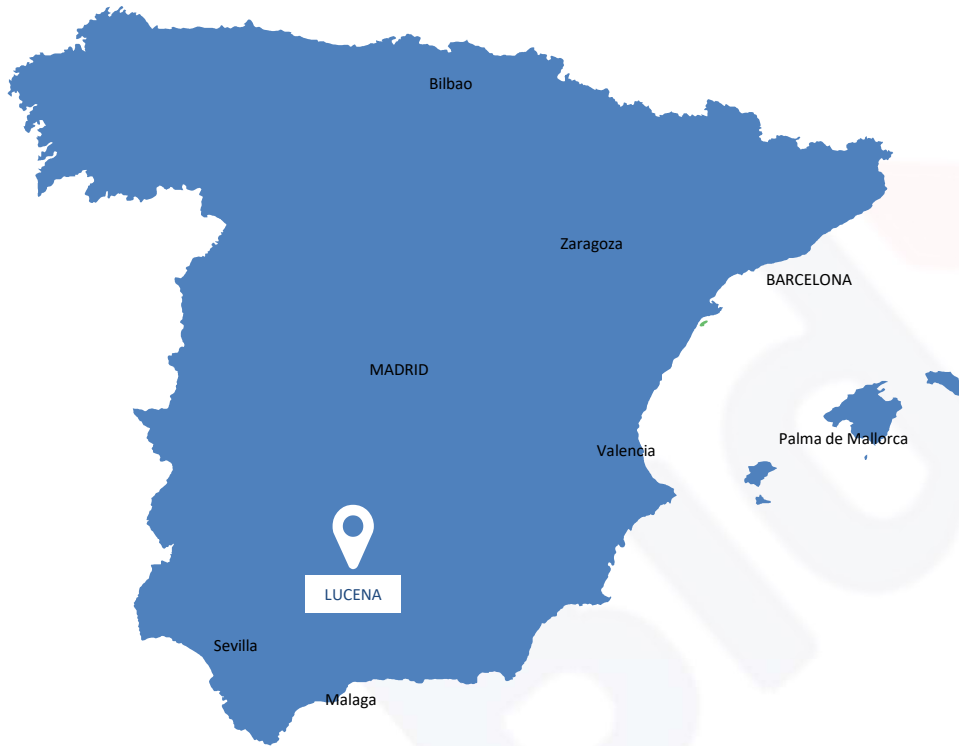 Bilbao
Zaragoza
BARCELONA
MADRID
Palma de Mallorca
Valencia
LUCENA
Sevilla
Malaga